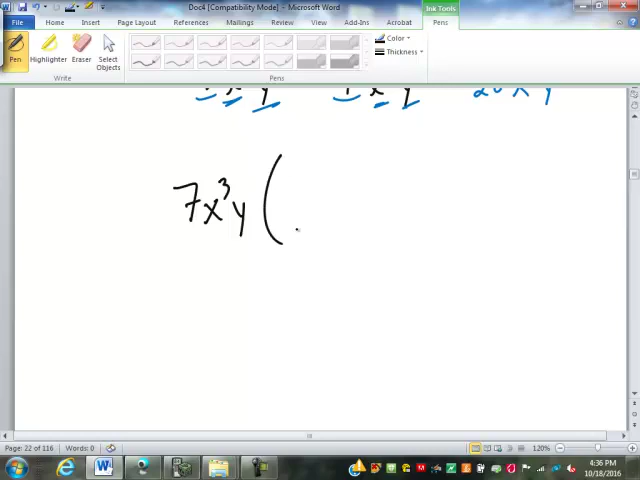 Doc4 [Compatibility Mode] - Microsoft Word
Ink Tools
File Home Insert Page Layout References Mailings Review View Add-Ins Acrobat Pens
Pen Highlighter Eraser Select Objects
Color
Thickness
Write Pens
x y x y 20 x y
7x³y (
Page: 22 of 116 Words: 0 120%
4:36 PM
10/18/2016